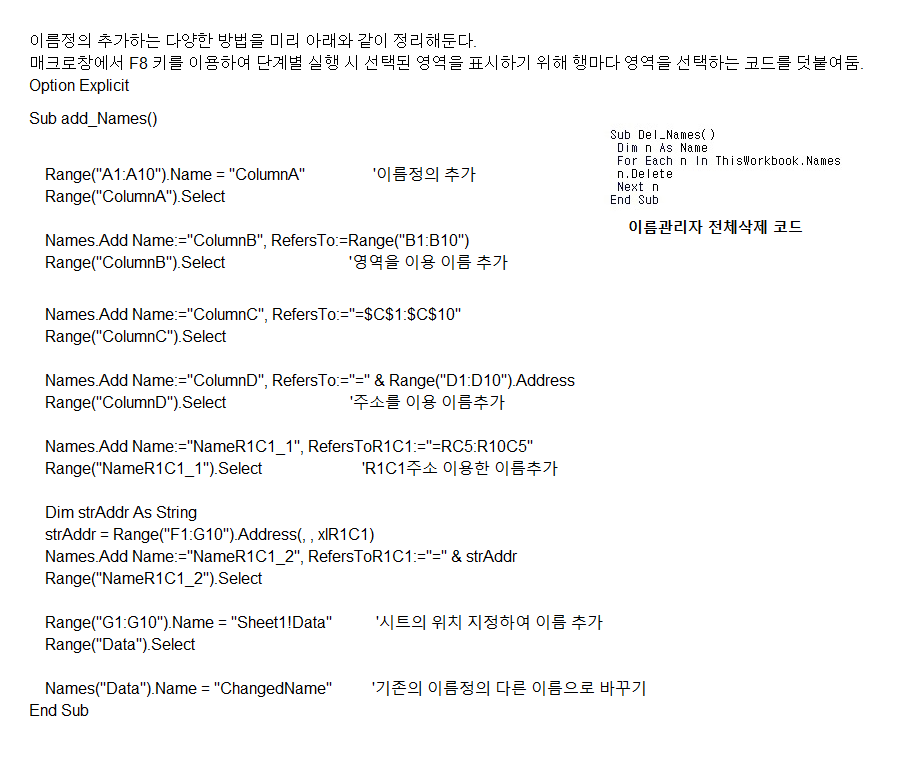 이름정의 추가하는 다양한 방법을 미리 아래와 같이 정리해둔다.
매크로창에서 F8 키를 이용하여 단계별 실행 시 선택된 영역을 표시하기 위해 행마다 영역을 선택하는 코드를 덧붙여둠.
Option Explicit
Sub add_Names()
Range("A1:A10").Name = "ColumnA" '이름정의 추가
Range("ColumnA").Select
Names.Add Name:="ColumnB", RefersTo:=Range("B1:B10")
Range("ColumnB").Select '영역을 이용 이름 추가
Names.Add Name:="ColumnC", RefersTo:="=$C$1:$C$10"
Range("ColumnC").Select
Names.Add Name:="ColumnD", RefersTo:="=" & Range("D1:D10").Address
Range("ColumnD").Select '주소를 이용 이름추가
Names.Add Name:="NameR1C1_1", RefersToR1C1:="=RC5:R10C5"
Range("NameR1C1_1").Select 'R1C1주소 이용한 이름추가
Dim strAddr As String
strAddr = Range("F1:G10").Address(, , xlR1C1)
Names.Add Name:="NameR1C1_2", RefersToR1C1:="=" & strAddr
Range("NameR1C1_2").Select
Range("G1:G10").Name = "Sheet1!Data" '시트의 위치 지정하여 이름 추가
Range("Data").Select
Names("Data").Name = "ChangedName" '기존의 이름정의 다른 이름으로 바꾸기
End Sub
Sub Del_Names()
Dim n As Name
For Each n In ThisWorkbook.Names
n.Delete
Next n
End Sub
이름관리자 전체삭제 코드